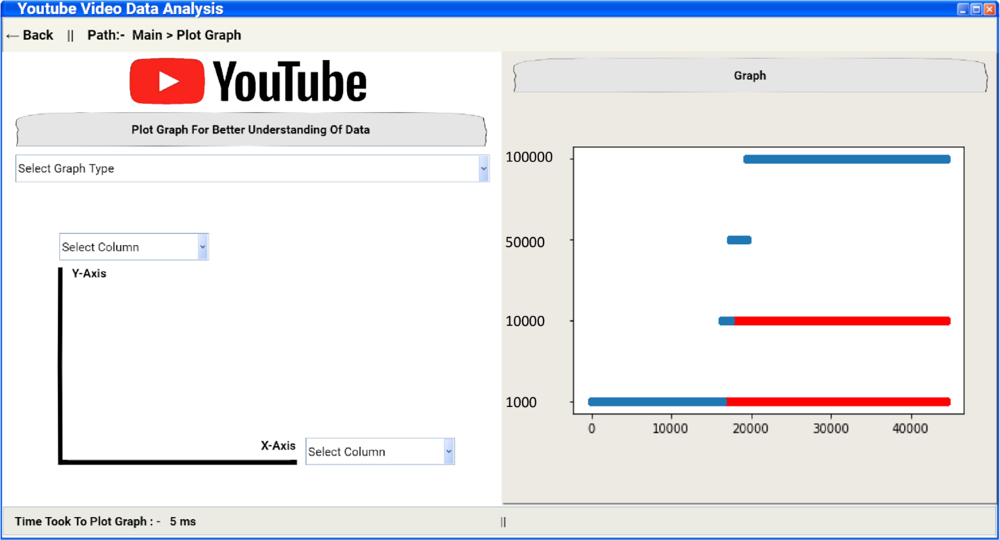 Youtube Video Data Analysis
← Back || Path:- Main > Plot Graph
YouTube
Plot Graph For Better Understanding Of Data
Select Graph Type
Select Column
Y-Axis
X-Axis
Select Column
Graph
100000
50000
10000
1000
0 10000 20000 30000 40000
Time Took To Plot Graph : - 5 ms
||